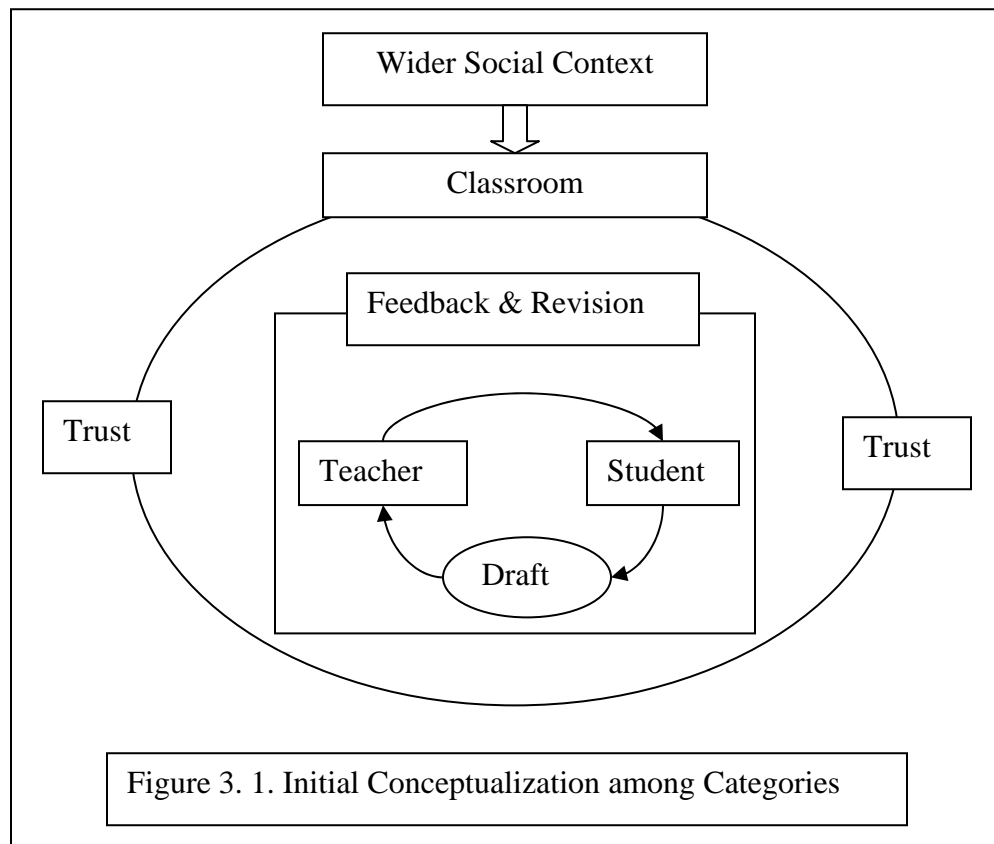 Wider Social Context
Classroom
Feedback & Revision
Trust
Trust
Teacher
Student
Draft
Figure 3. 1. Initial Conceptualization among Categories